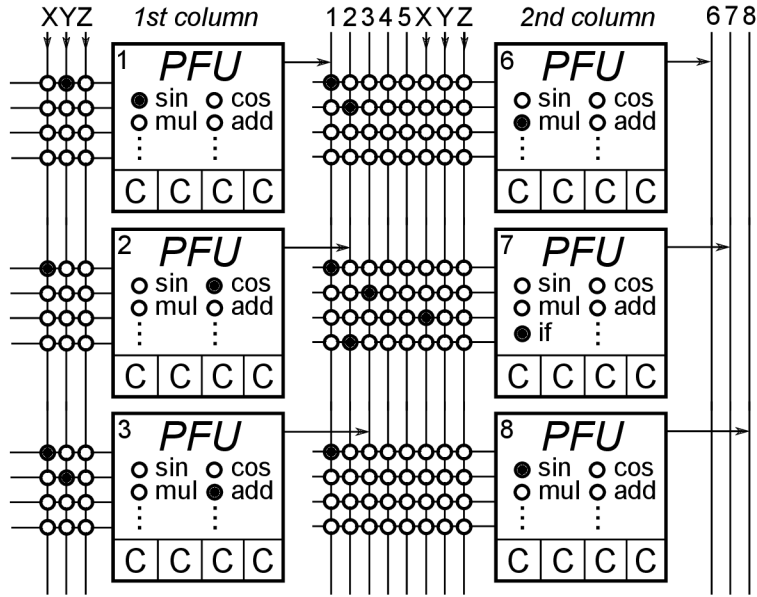 XYZ 1st column 12345XYZ 2nd column 678
1 PFU
sin cos
mul add
C C C C
6 PFU
sin cos
mul add
C C C C
2 PFU
sin cos
mul add
C C C C
7 PFU
sin cos
mul add
if
C C C C
3 PFU
sin cos
mul add
C C C C
8 PFU
sin cos
mul add
C C C C